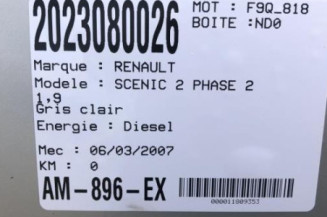 2023080026
MOT : F9Q_818
BOITE :ND0
Marque : RENAULT
Modele : SCENIC 2 PHASE 2
1,9
Gris clair
Energie : Diesel
Mec : 06/03/2007
KM : 0
AM-896-EX
000011009353